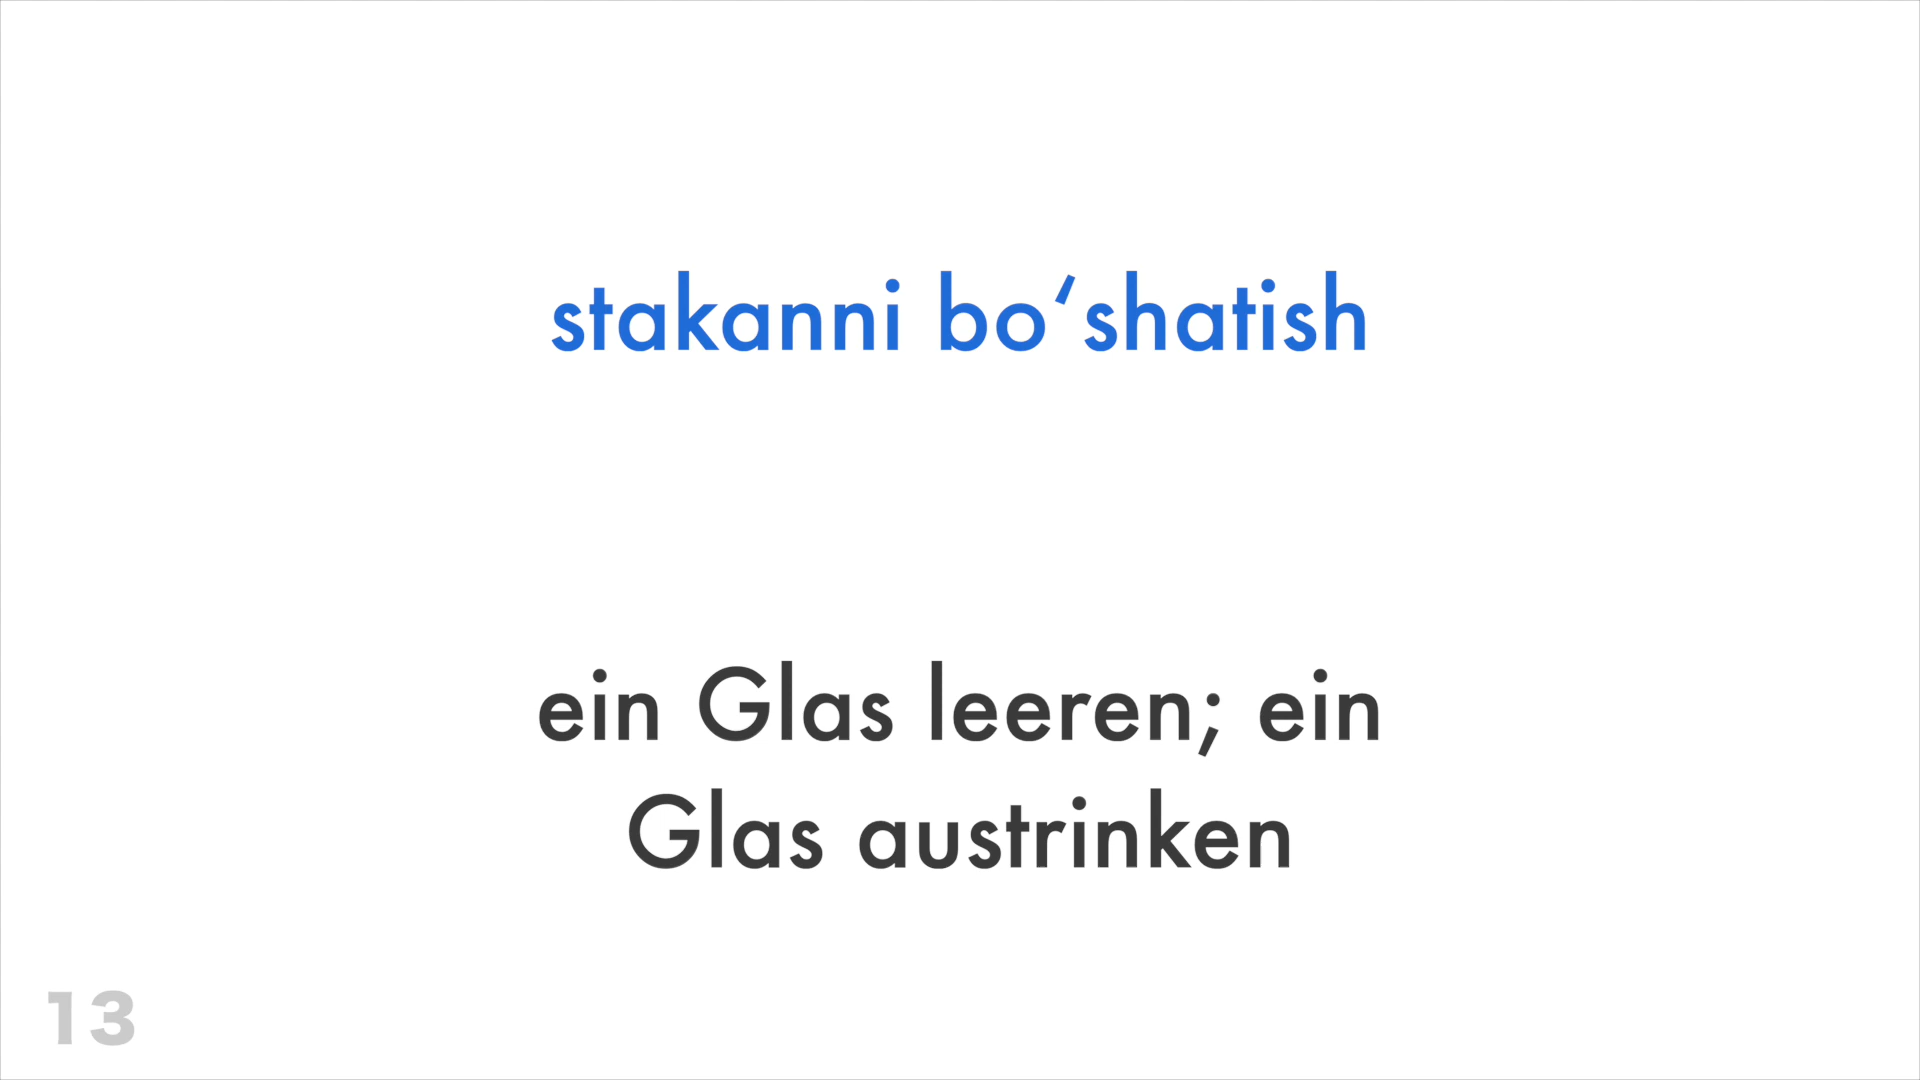 stakanni bo‘shatish
ein Glas leeren; ein
Glas austrinken
13